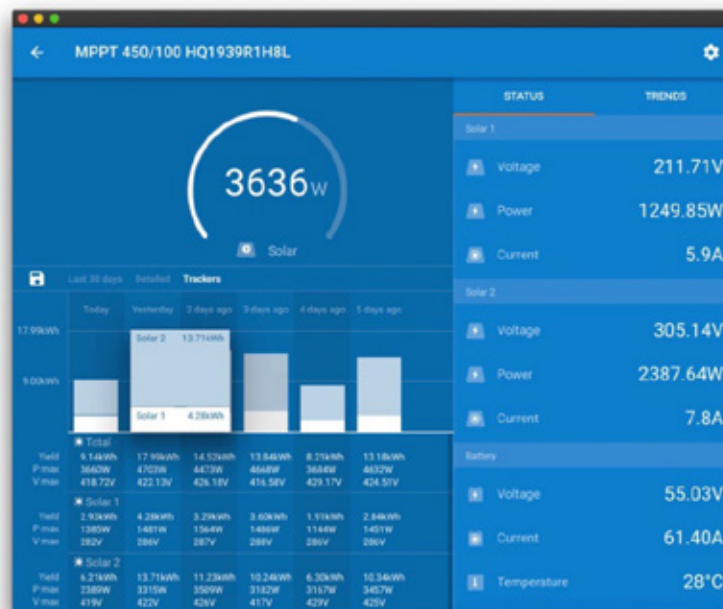 MPPT 450/100 HQ1939R1H8L
3636W
Solar
Last 30 days Detailed Trackers
Today Yesterday 2 days ago 3 days ago 4 days ago 5 days ago
17.99kWh
9.00kWh
Solar 2 13.71kWh
Solar 1 4.28kWh
Total
Yield 9.14kWh 17.99kWh 14.52kWh 13.84kWh 8.21kWh 13.18kWh
P max 3660W 4703W 4473W 4668W 3684W 4632W
V max 418.72V 422.13V 426.18V 416.58V 429.17V 424.51V
Solar 1
Yield 2.93kWh 4.28kWh 3.29kWh 3.60kWh 1.91kWh 2.84kWh
P max 1385W 1481W 1564W 1486W 1144W 1451W
V max 282V 286V 287V 288V 286V 286V
Solar 2
Yield 6.21kWh 13.71kWh 11.23kWh 10.24kWh 6.30kWh 10.34kWh
P max 2389W 3315W 3509W 3182W 3167W 3457W
V max 419V 422V 426V 417V 429V 425V
STATUS TRENDS
Solar 1
Voltage 211.71V
Power 1249.85W
Current 5.9A
Solar 2
Voltage 305.14V
Power 2387.64W
Current 7.8A
Battery
Voltage 55.03V
Current 61.40A
Temperature 28°C